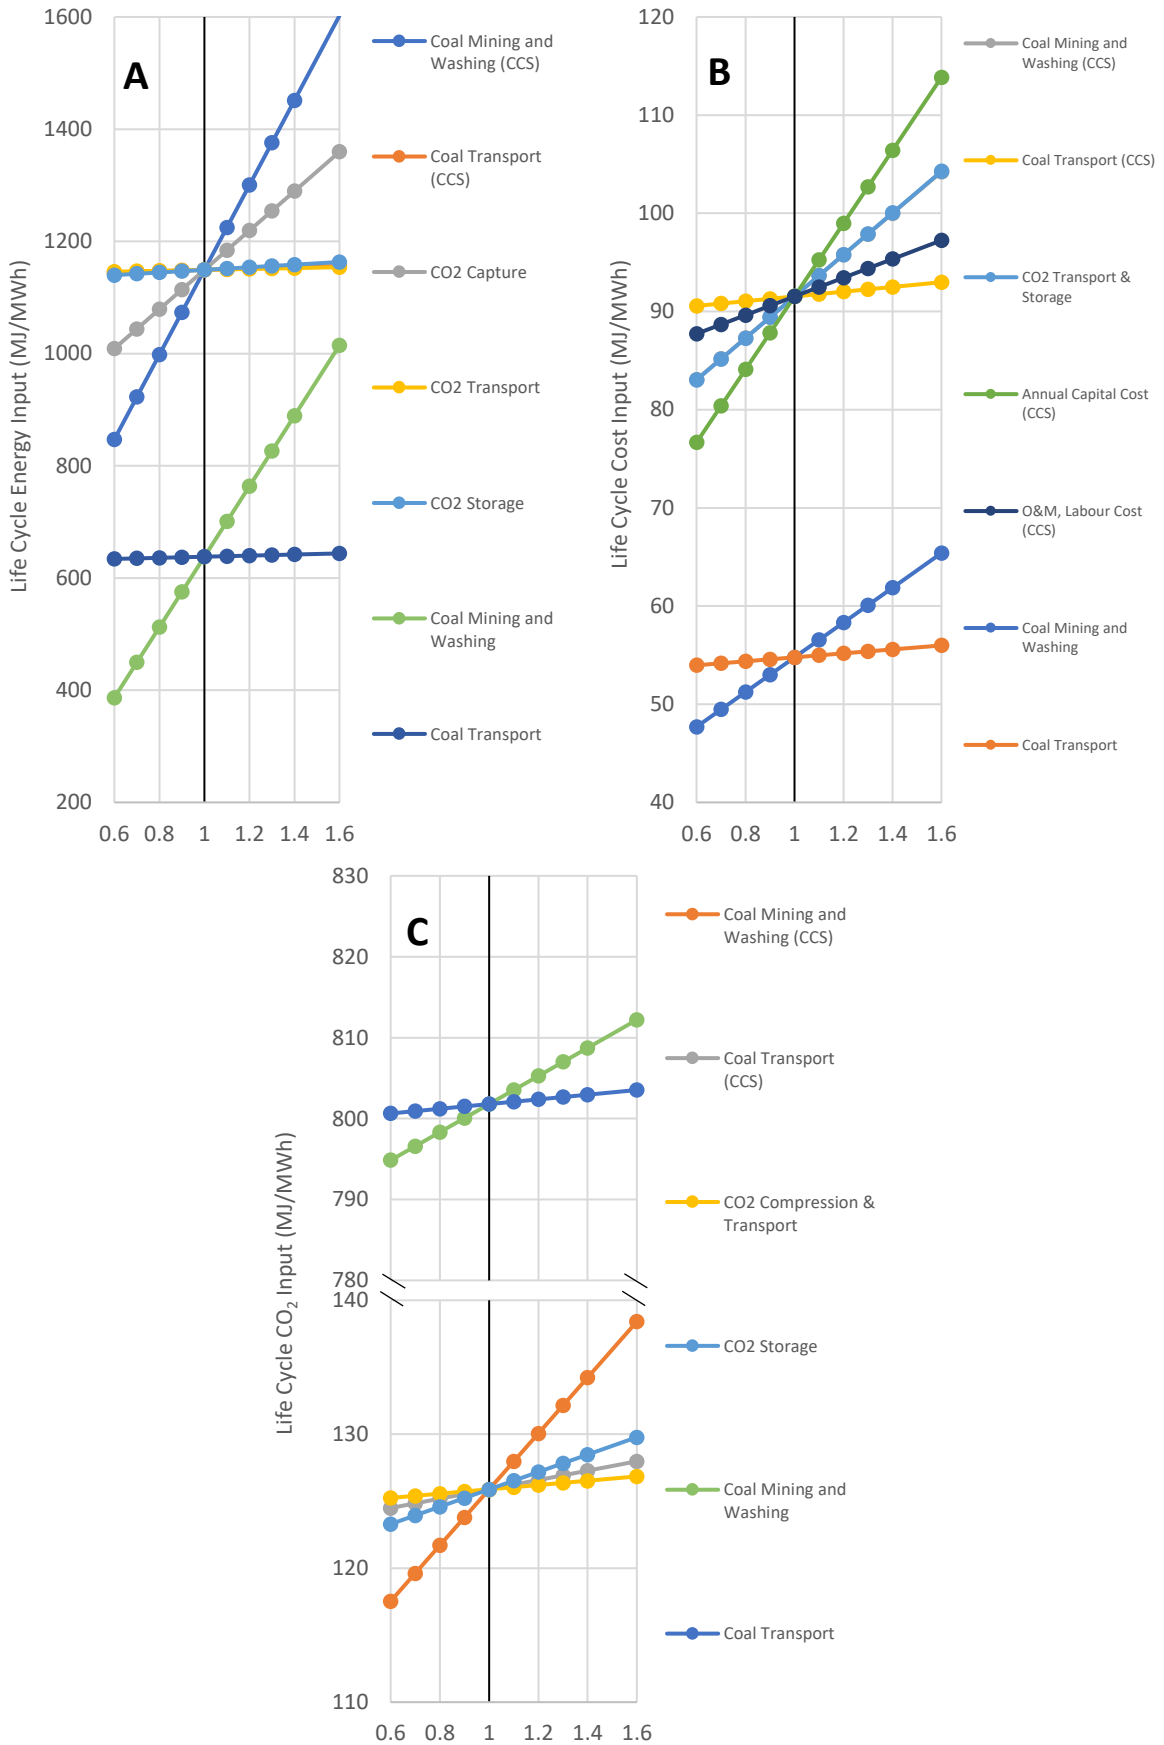 A
1600
1400
1200
1000
800
600
400
200
0.6 0.8 1 1.2 1.4 1.6
Life Cycle Energy Input (MJ/MWh)
Coal Mining and
Washing (CCS)
Coal Transport
(CCS)
CO2 Capture
CO2 Transport
CO2 Storage
Coal Mining and
Washing
Coal Transport
B
120
110
100
90
80
70
60
50
40
0.6 0.8 1 1.2 1.4 1.6
Life Cycle Cost Input (MJ/MWh)
Coal Mining and
Washing (CCS)
Coal Transport (CCS)
CO2 Transport &
Storage
Annual Capital Cost
(CCS)
O&M, Labour Cost
(CCS)
Coal Mining and
Washing
Coal Transport
C
830
820
810
800
790
780
140
130
120
110
0.6 0.8 1 1.2 1.4 1.6
Life Cycle CO₂ Input (MJ/MWh)
Coal Mining and
Washing (CCS)
Coal Transport
(CCS)
CO2 Compression &
Transport
CO2 Storage
Coal Mining and
Washing
Coal Transport